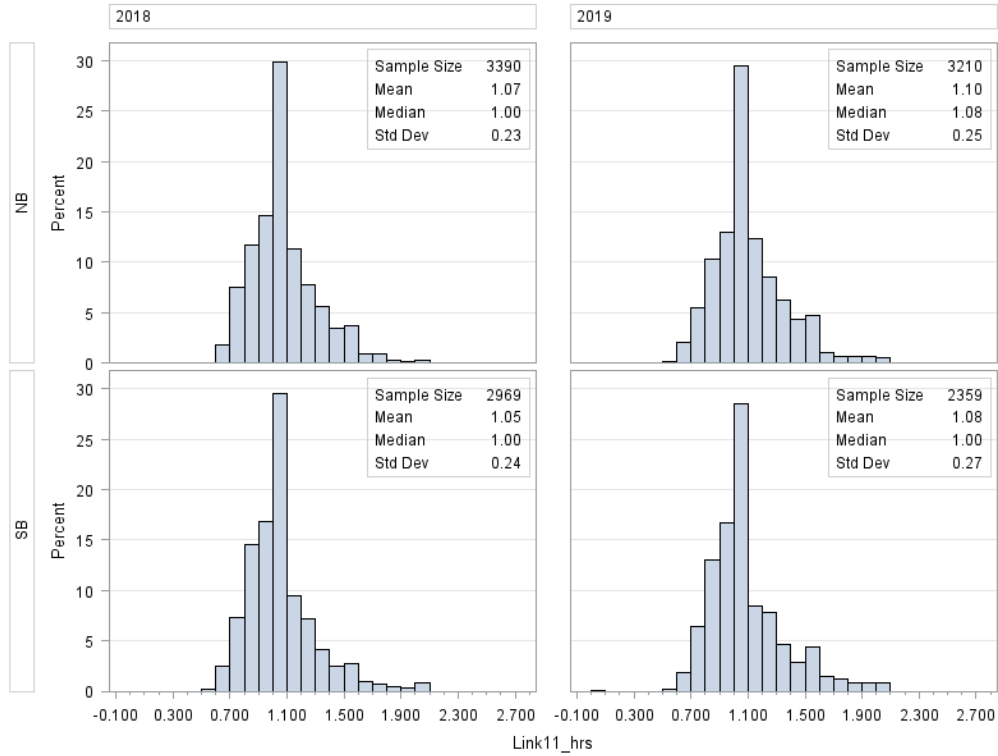 2018
2019
NB
Percent
30
25
20
15
10
5
0
Sample Size 3390
Mean 1.07
Median 1.00
Std Dev 0.23
Sample Size 3210
Mean 1.10
Median 1.08
Std Dev 0.25
SB
Percent
30
25
20
15
10
5
0
Sample Size 2969
Mean 1.05
Median 1.00
Std Dev 0.24
Sample Size 2359
Mean 1.08
Median 1.00
Std Dev 0.27
-0.100 0.300 0.700 1.100 1.500 1.900 2.300 2.700
-0.100 0.300 0.700 1.100 1.500 1.900 2.300 2.700
Link11_hrs